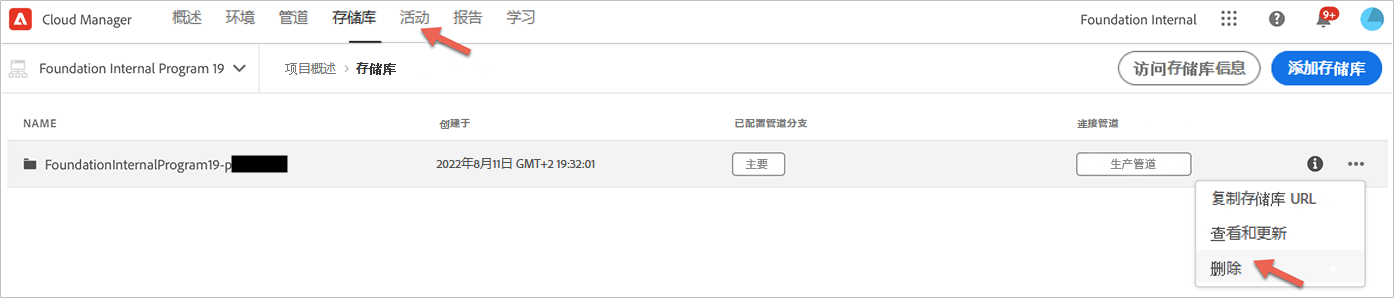 Cloud Manager 概述 环境 管道 存储库 活动 报告 学习 Foundation Internal 9+
Foundation Internal Program 19 项目概述 > 存储库 访问存储库信息 添加存储库
NAME 创建于 已配置管道分支 连接管道
FoundationInternalProgram19-p 2022年8月11日 GMT+2 19:32:01 主要 生产管道
复制存储库 URL
查看和更新
删除